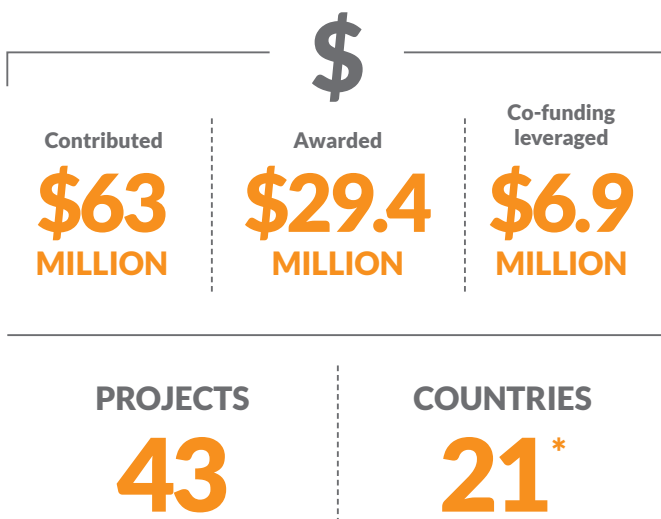 $
Contributed
$63
MILLION
Awarded
$29.4
MILLION
Co-funding
leveraged
$6.9
MILLION
PROJECTS
43
COUNTRIES
21*